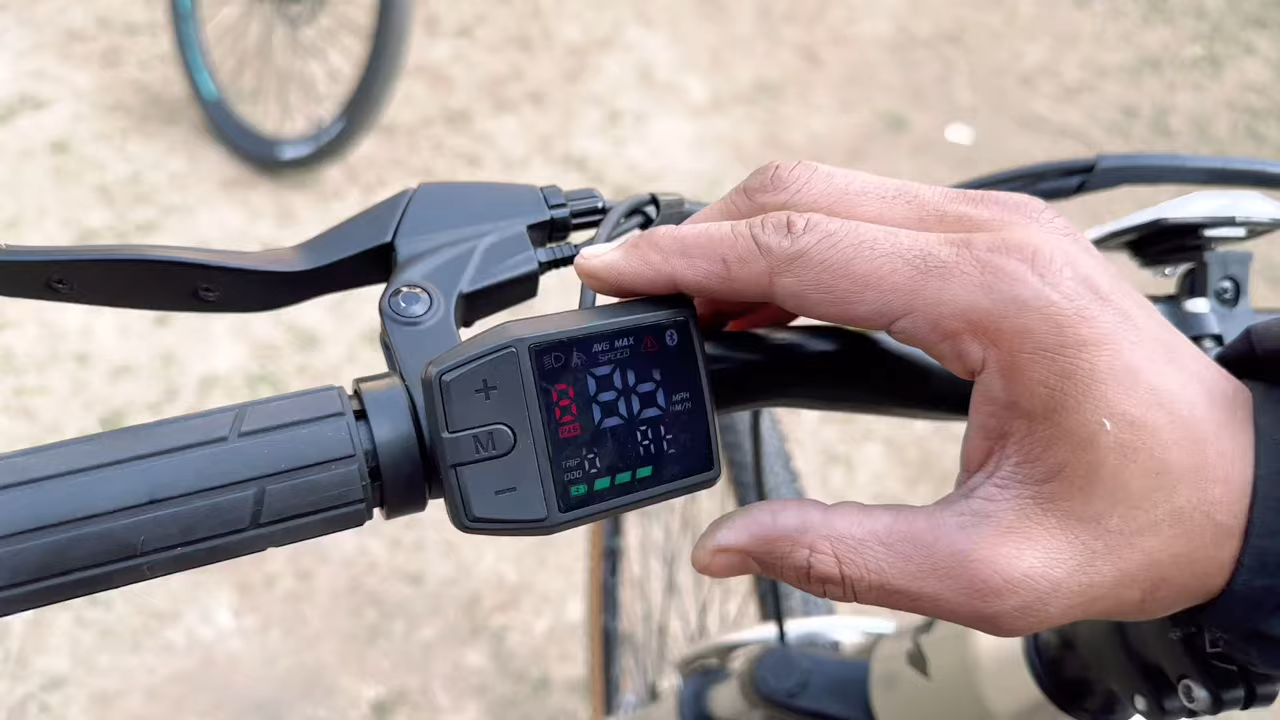 AVG MAX
SPEED
+
M
−
MPH
KM/H
PAS
TRIP
ODO